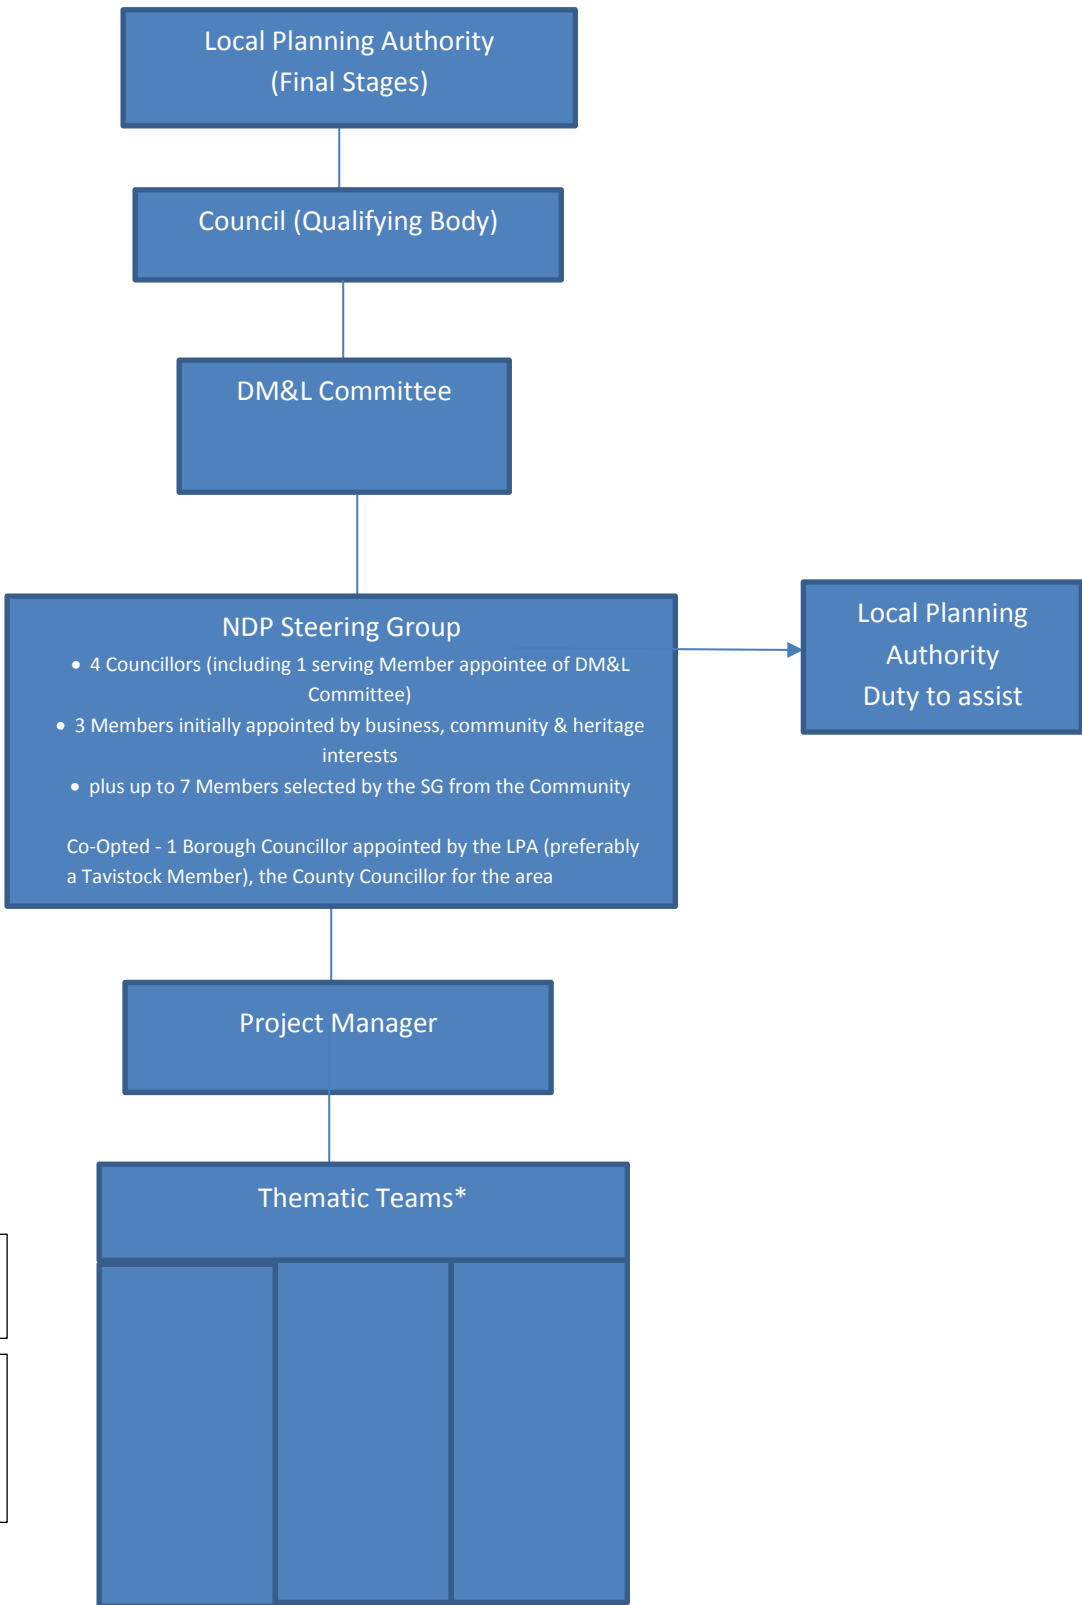 Local Planning Authority
(Final Stages)
Council (Qualifying Body)
DM&L Committee
NDP Steering Group
• 4 Councillors (including 1 serving Member appointee of DM&L
Committee)
• 3 Members initially appointed by business, community & heritage
interests
• plus up to 7 Members selected by the SG from the Community
Co-Opted - 1 Borough Councillor appointed by the LPA (preferably
a Tavistock Member), the County Councillor for the area
Local Planning
Authority
Duty to assist
Project Manager
Thematic Teams*